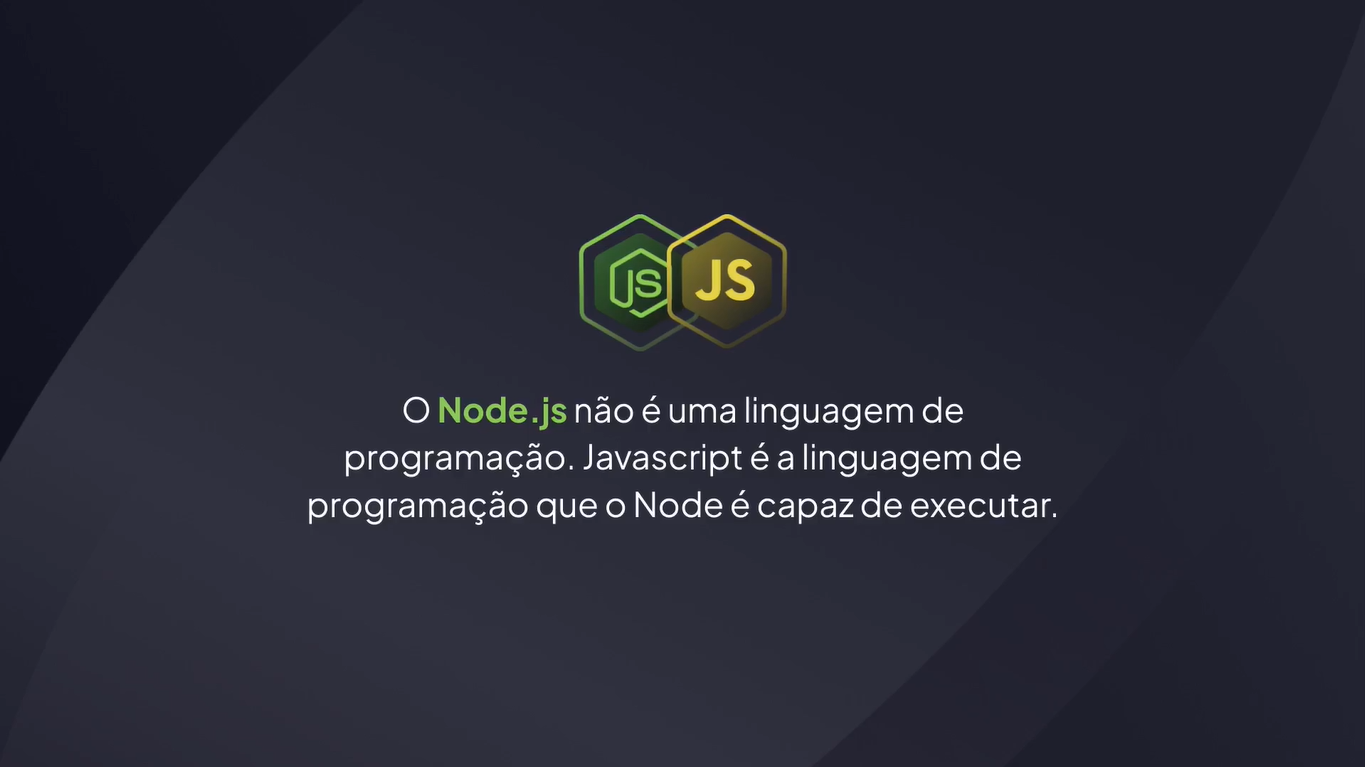 JS JS
O Node.js não é uma linguagem de
programação. Javascript é a linguagem de
programação que o Node é capaz de executar.